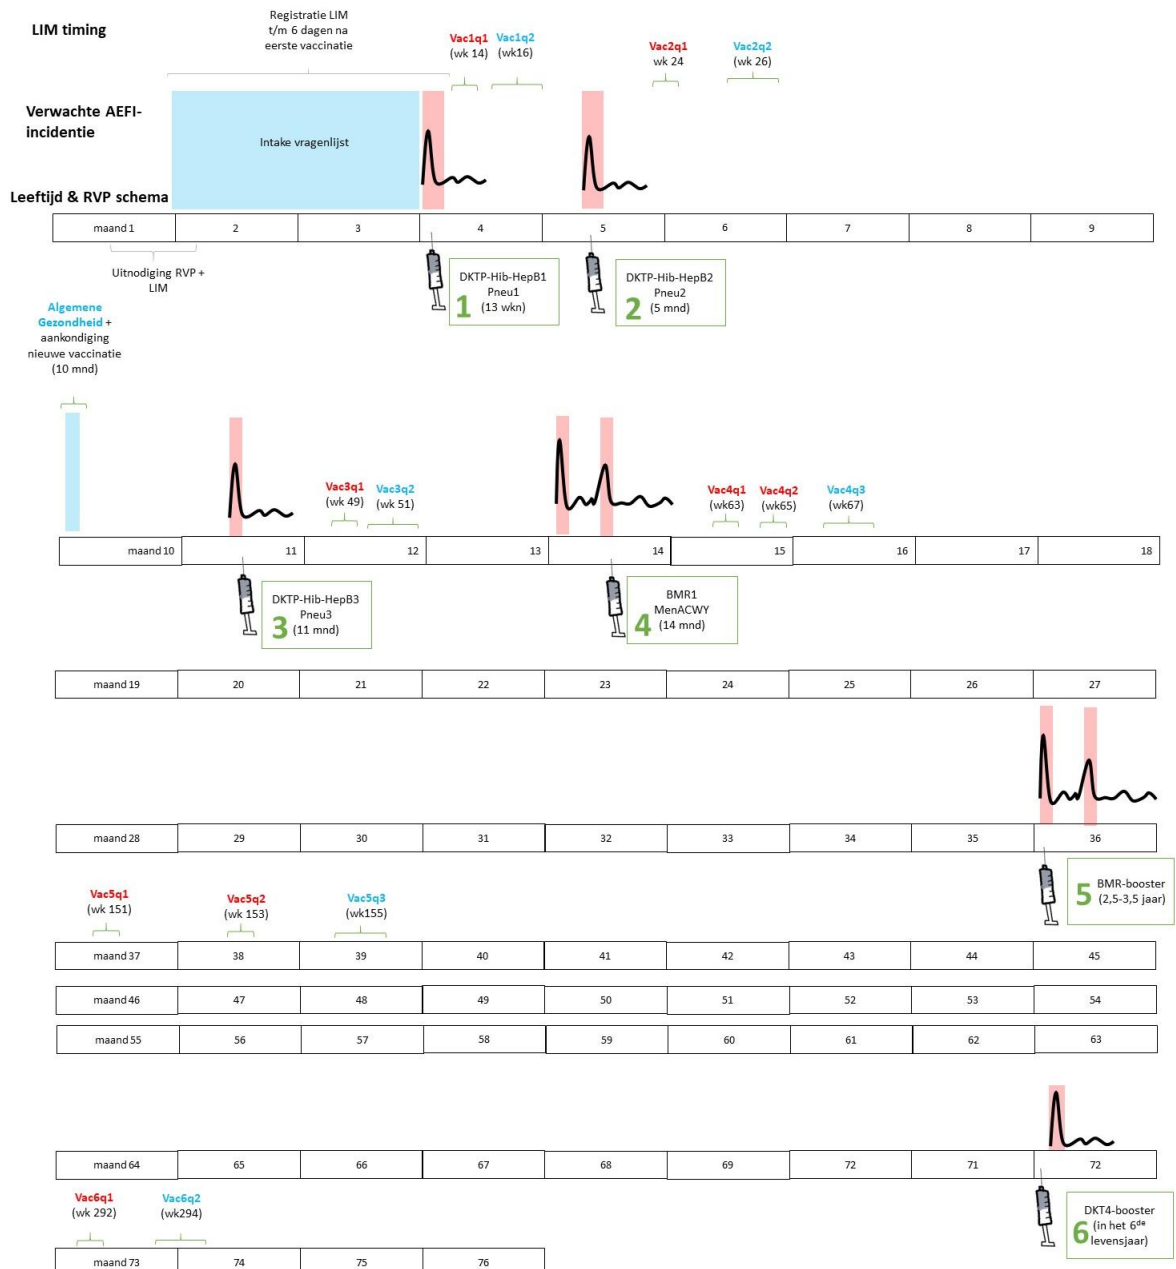 LIM timing
Registratie LIM
t/m 6 dagen na
eerste vaccinatie
Vac1q1
(wk 14)
Vac1q2
(wk16)
Vac2q1
wk 24
Vac2q2
(wk 26)
Verwachte AEFI-
incidentie
Intake vragenlijst
Leeftijd & RVP schema
maand 1 2 3 4 5 6 7 8 9
Uitnodiging RVP +
LIM
1 DKTP-Hib-HepB1
Pneu1
(13 wkn)
2 DKTP-Hib-HepB2
Pneu2
(5 mnd)
Algemene
Gezondheid +
aankondiging
nieuwe vaccinatie
(10 mnd)
Vac3q1
(wk 49)
Vac3q2
(wk 51)
Vac4q1
(wk63)
Vac4q2
(wk65)
Vac4q3
(wk67)
maand 10 11 12 13 14 15 16 17 18
3 DKTP-Hib-HepB3
Pneu3
(11 mnd)
4 BMR1
MenACWY
(14 mnd)
maand 19 20 21 22 23 24 25 26 27
maand 28 29 30 31 32 33 34 35 36
5 BMR-booster
(2,5-3,5 jaar)
Vac5q1
(wk 151)
Vac5q2
(wk 153)
Vac5q3
(wk155)
maand 37 38 39 40 41 42 43 44 45
maand 46 47 48 49 50 51 52 53 54
maand 55 56 57 58 59 60 61 62 63
maand 64 65 66 67 68 69 72 71 72
6 DKT4-booster
(in het 6de
levensjaar)
Vac6q1
(wk 292)
Vac6q2
(wk294)
maand 73 74 75 76